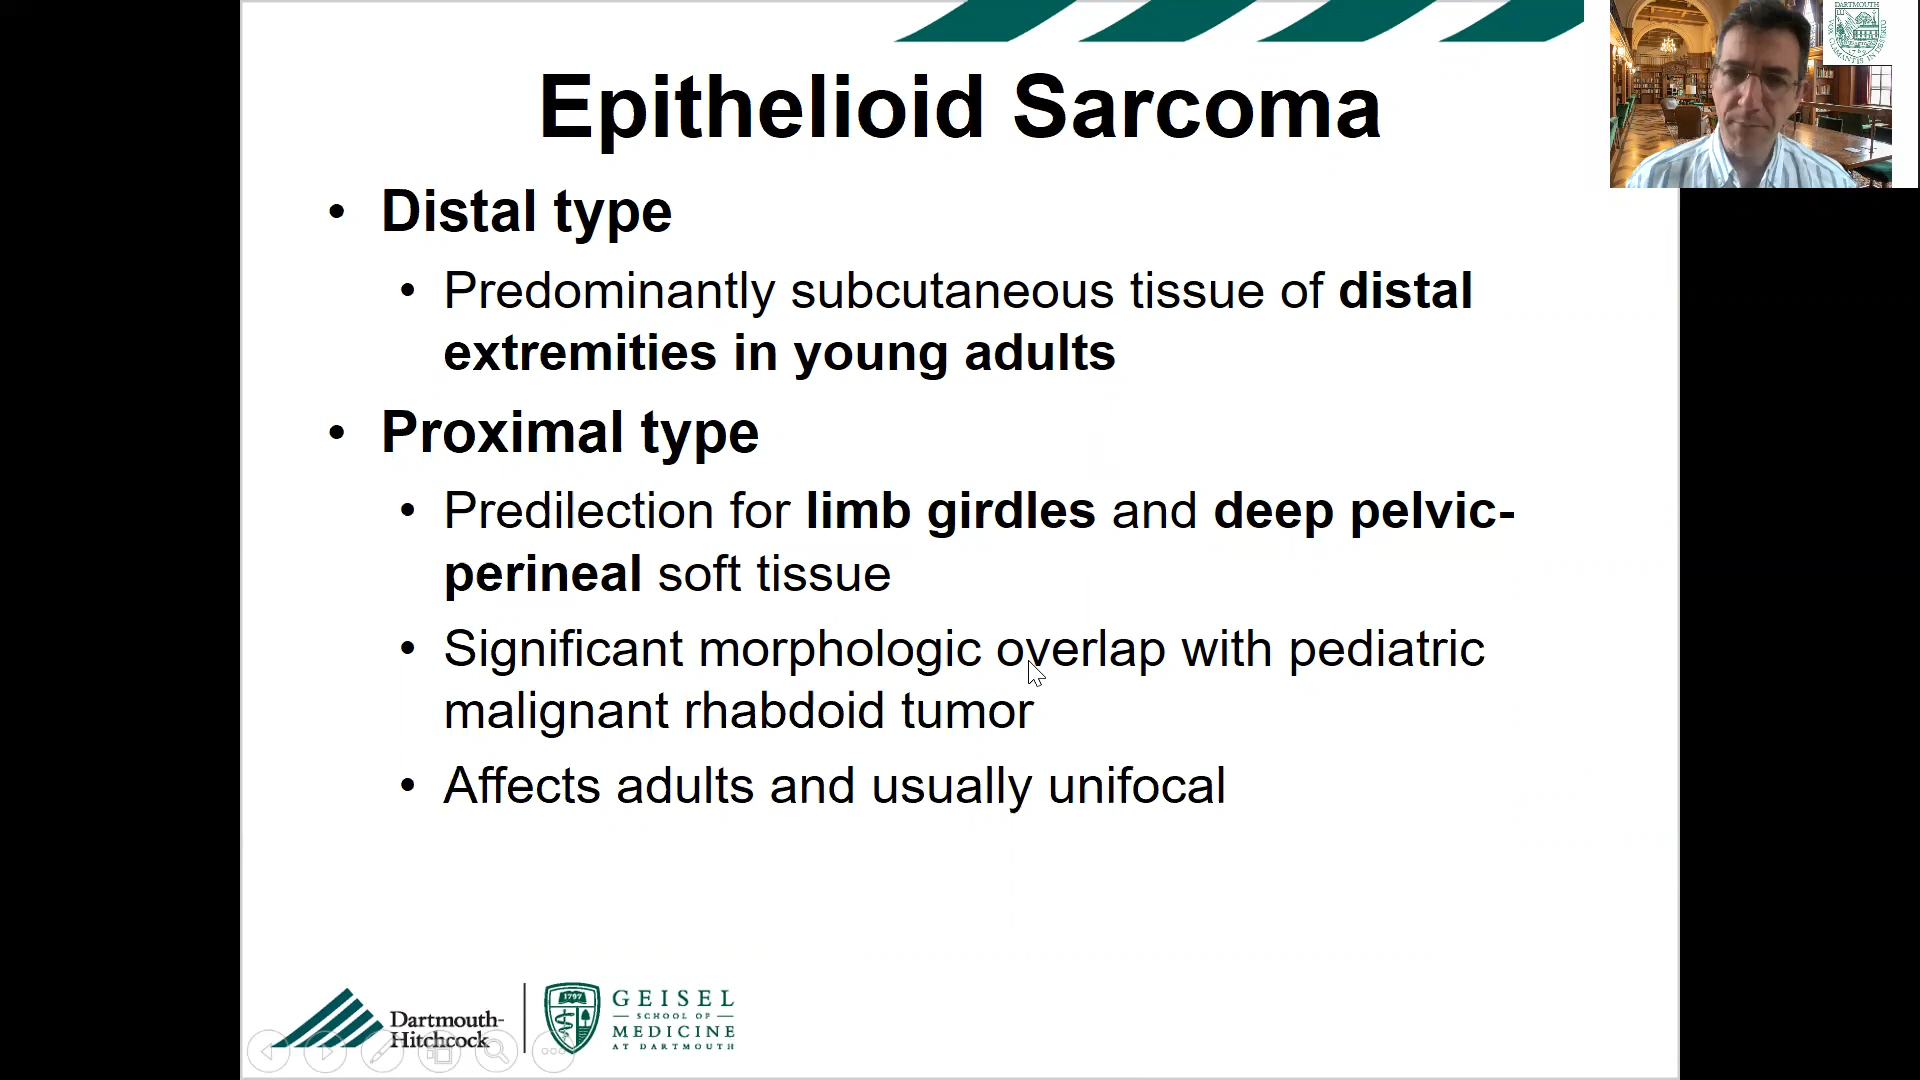 Epithelioid Sarcoma
DARTMOUTH
• Distal type
• Predominantly subcutaneous tissue of distal
extremities in young adults
• Proximal type
• Predilection for limb girdles and deep pelvic-
perineal soft tissue
• Significant morphologic overlap with pediatric
malignant rhabdoid tumor
• Affects adults and usually unifocal
Dartmouth-
Hitchcock
1797
GEISEL
SCHOOL OF
MEDICINE
AT DARTMOUTH